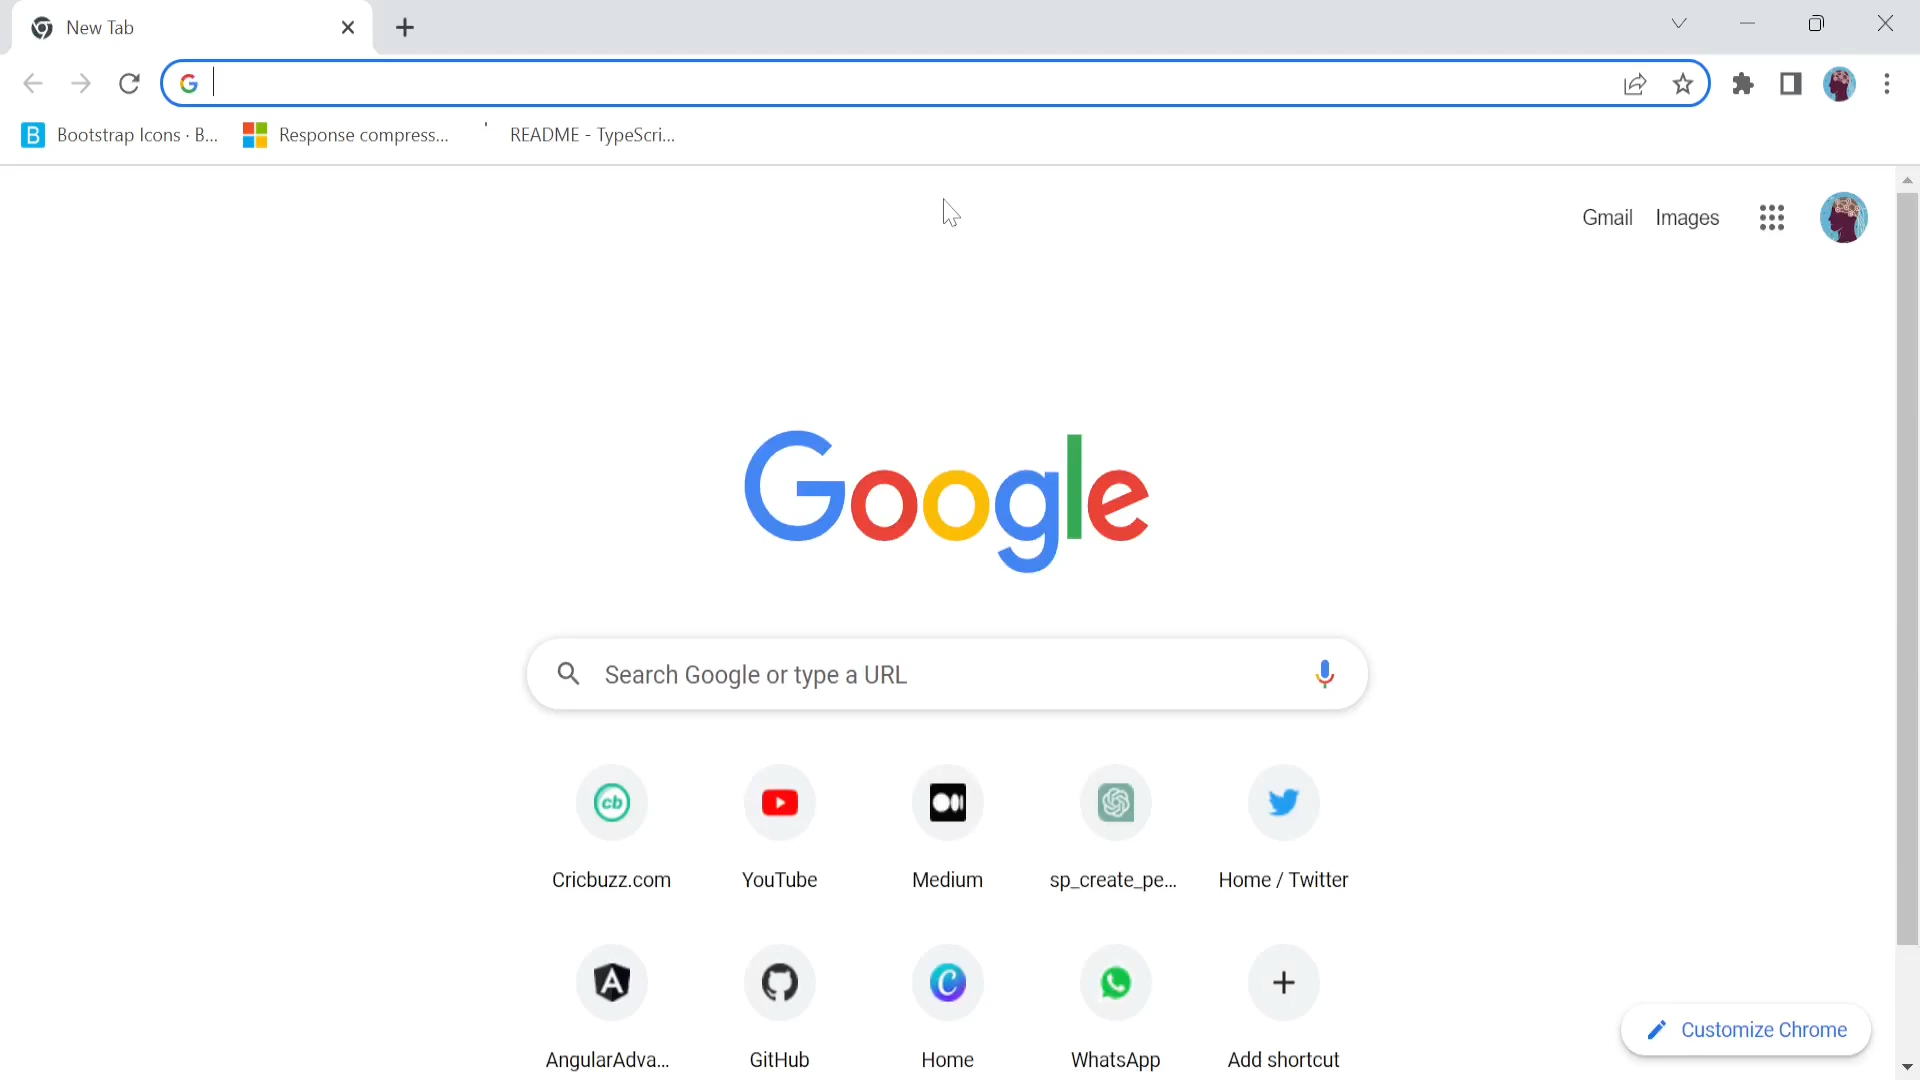 New Tab
Bootstrap Icons · B...
Response compress...
README - TypeScri...
Gmail
Images
Google
Search Google or type a URL
Cricbuzz.com
YouTube
Medium
sp_create_pe...
Home / Twitter
AngularAdva...
GitHub
Home
WhatsApp
Add shortcut
Customize Chrome